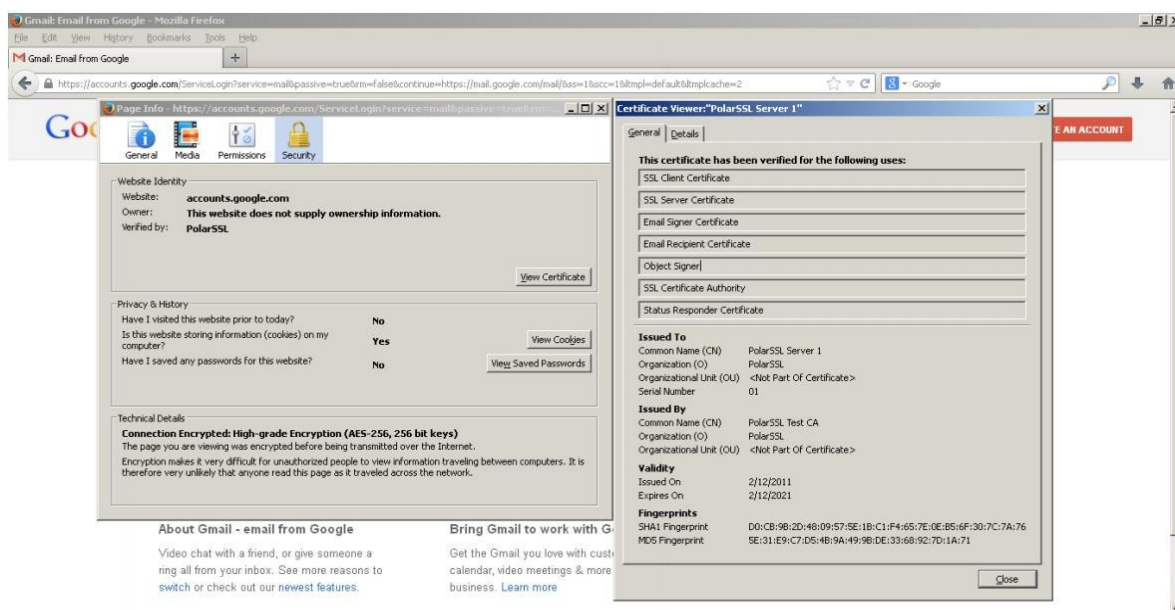 Gmail: Email from Google - Mozilla Firefox
File Edit View History Bookmarks Tools Help
Gmail: Email from Google +
https://accounts.google.com/ServiceLogin?service=mail&passive=true&rm=false&continue=https://mail.google.com/mail/&ss=1&scc=1&ltmpl=default&ltmplcache=2 Google
Page Info - https://accounts.google.com/ServiceLogin?service=mail&passive=true&rm=...
General Media Permissions Security
Website Identity
Website: accounts.google.com
Owner: This website does not supply ownership information.
Verified by: PolarSSL
View Certificate
Privacy & History
Have I visited this website prior to today? No
Is this website storing information (cookies) on my computer? Yes
View Cookies
Have I saved any passwords for this website? No
View Saved Passwords
Technical Details
Connection Encrypted: High-grade Encryption (AES-256, 256 bit keys)
The page you are viewing was encrypted before being transmitted over the Internet.
Encryption makes it very difficult for unauthorized people to view information traveling between computers. It is
therefore very unlikely that anyone read this page as it traveled across the network.
Certificate Viewer:"PolarSSL Server 1"
General Details
This certificate has been verified for the following uses:
SSL Client Certificate
SSL Server Certificate
Email Signer Certificate
Email Recipient Certificate
Object Signer
SSL Certificate Authority
Status Responder Certificate
Issued To
Common Name (CN) PolarSSL Server 1
Organization (O) PolarSSL
Organizational Unit (OU) <Not Part Of Certificate>
Serial Number 01
Issued By
Common Name (CN) PolarSSL Test CA
Organization (O) PolarSSL
Organizational Unit (OU) <Not Part Of Certificate>
Validity
Issued On 2/12/2011
Expires On 2/12/2021
Fingerprints
SHA1 Fingerprint D0:CB:9B:2D:48:09:57:5E:1B:C1:F4:65:7E:0E:B5:6F:30:7C:7A:76
MD5 Fingerprint 5E:31:E9:C7:D5:4B:9A:49:9B:DE:33:68:92:7D:1A:71
Close
Goo
TE AN ACCOUNT
About Gmail - email from Google
Video chat with a friend, or give someone a
ring all from your inbox. See more reasons to
switch or check out our newest features.
Bring Gmail to work with G
Get the Gmail you love with cust
calendar, video meetings & more
business. Learn more